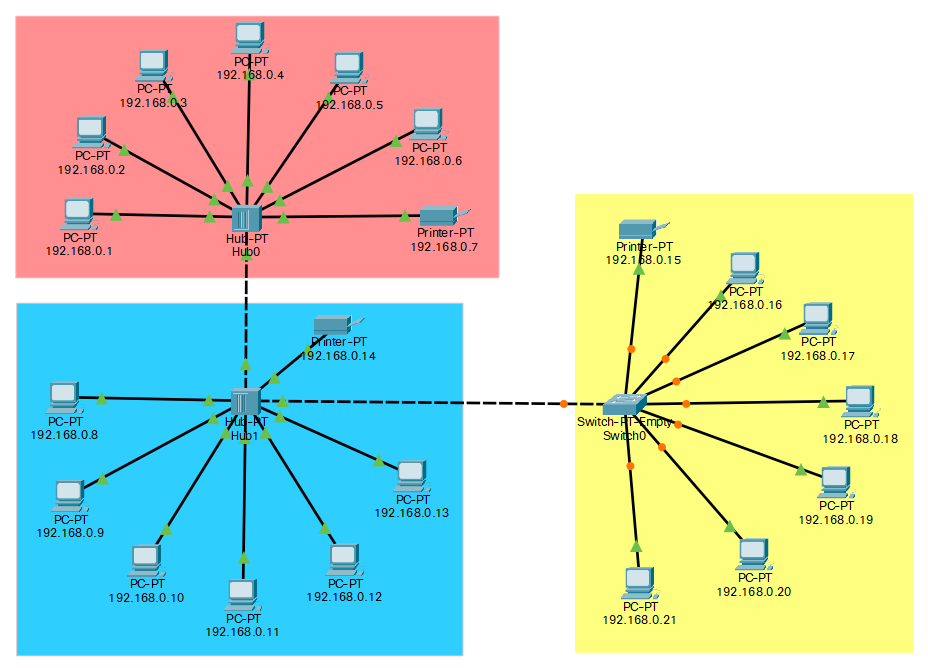 PC-PT
192.168.0.4
PC-PT
192.168.0.3
PC-PT
192.168.0.5
PC-PT
192.168.0.2
PC-PT
192.168.0.6
PC-PT
192.168.0.1
Hub-PT
Hub0
Printer-PT
192.168.0.7
Printer-PT
192.168.0.14
PC-PT
192.168.0.8
Hub-PT
Hub1
PC-PT
192.168.0.9
PC-PT
192.168.0.13
PC-PT
192.168.0.10
PC-PT
192.168.0.11
PC-PT
192.168.0.12
Printer-PT
192.168.0.15
PC-PT
192.168.0.16
PC-PT
192.168.0.17
Switch-PT-Empty
Switch0
PC-PT
192.168.0.18
PC-PT
192.168.0.19
PC-PT
192.168.0.20
PC-PT
192.168.0.21